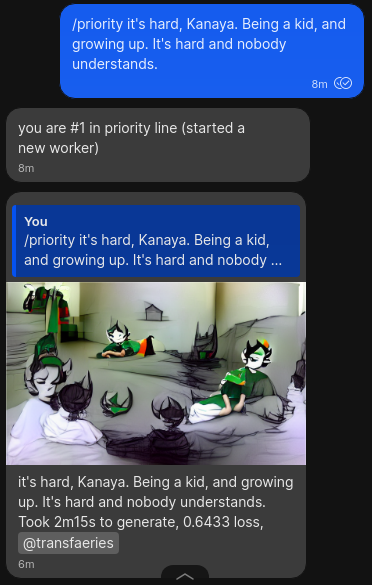 /priority it's hard, Kanaya. Being a kid, and
growing up. It's hard and nobody
understands.
8m
you are #1 in priority line (started a
new worker)
8m
You
/priority it's hard, Kanaya. Being a kid,
and growing up. It's hard and nobody ...
it's hard, Kanaya. Being a kid, and growing
up. It's hard and nobody understands.
Took 2m15s to generate, 0.6433 loss,
@transfaeries
6m